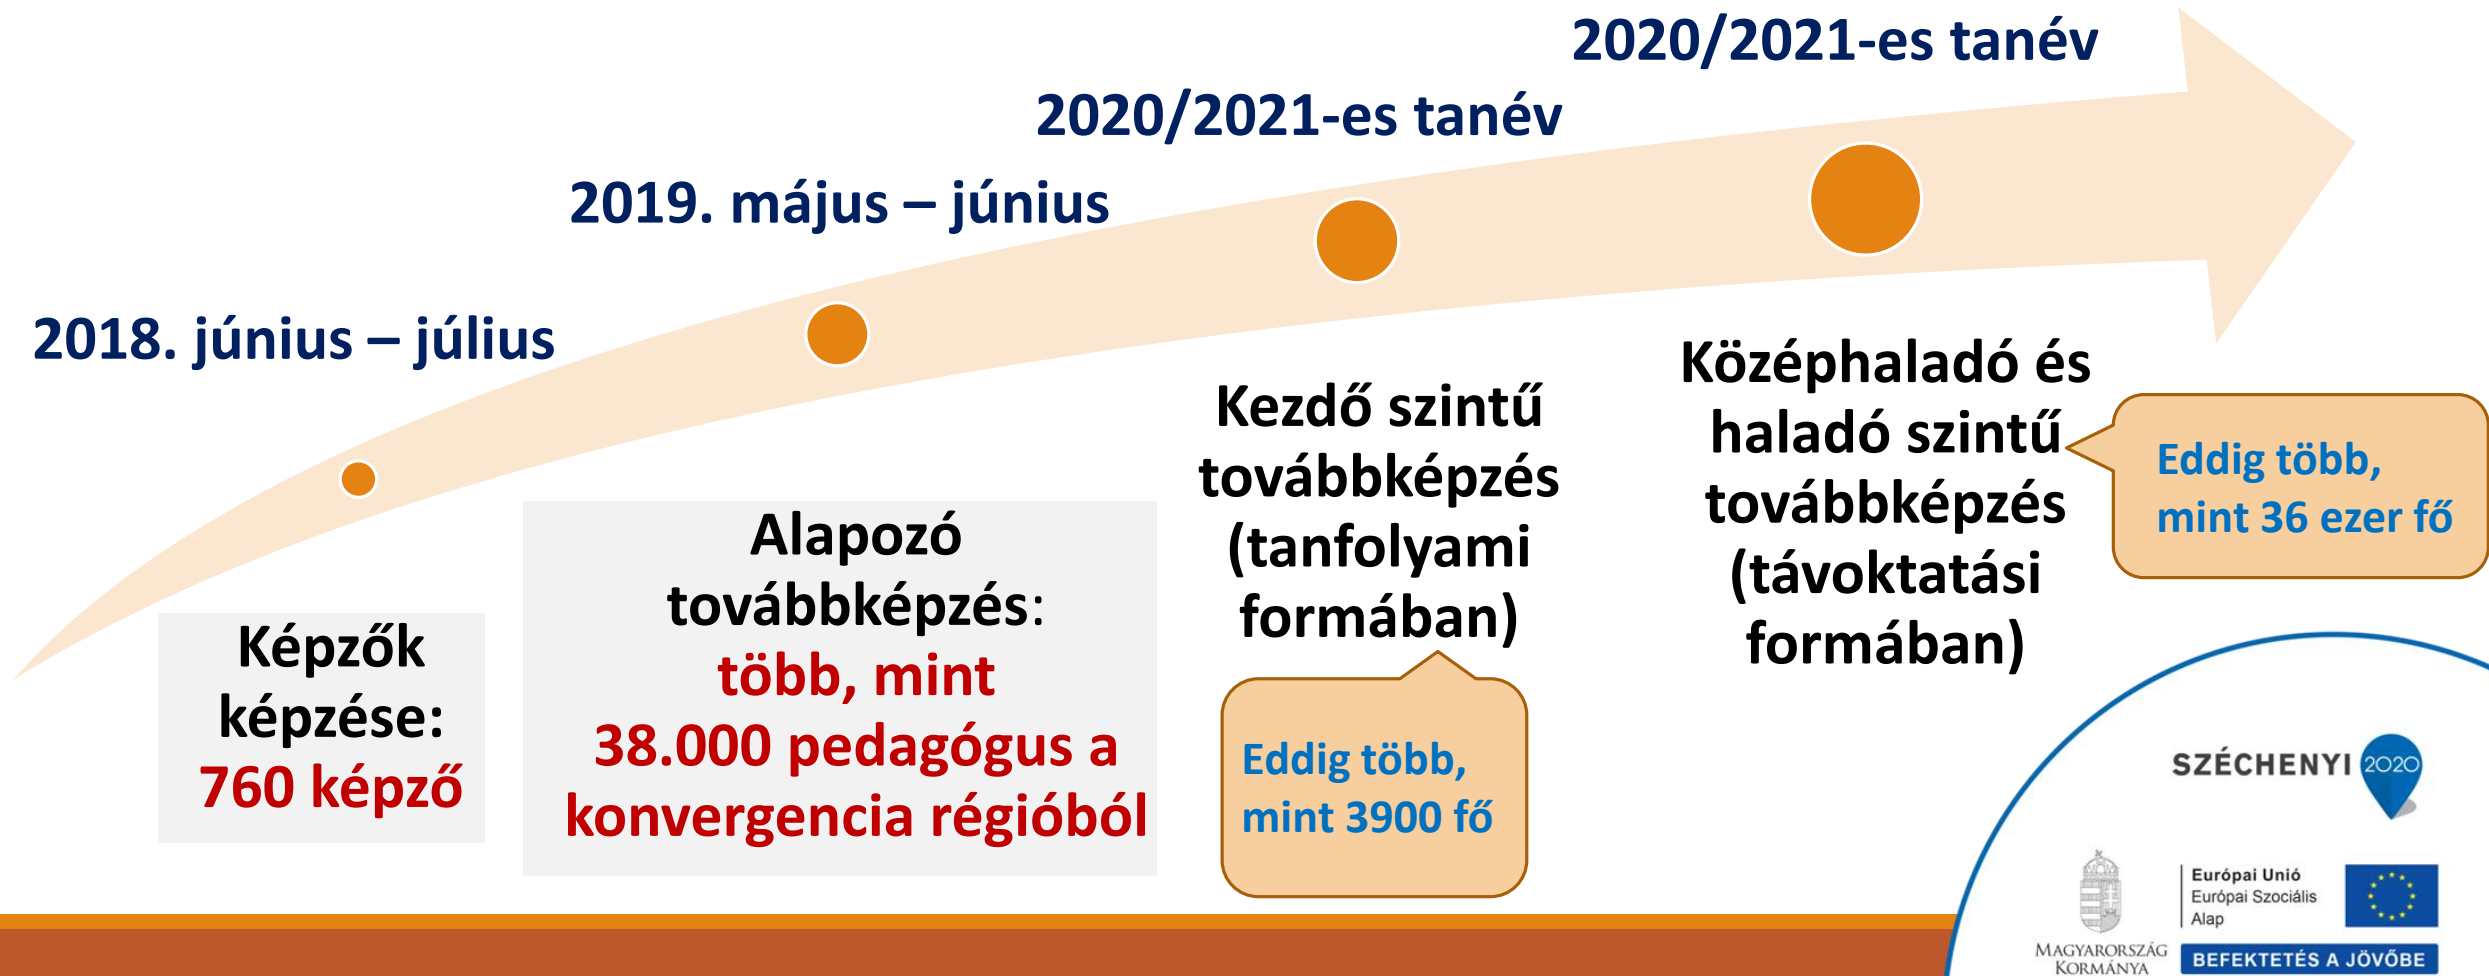 2018. június – július
Képzők
képzése:
760 képző
2019. május – június
Alapozó
továbbképzés:
több, mint
38.000 pedagógus a
konvergencia régióból
2020/2021-es tanév
Kezdő szintű
továbbképzés
(tanfolyami
formában)
Eddig több,
mint 3900 fő
2020/2021-es tanév
Középhaladó és
haladó szintű
továbbképzés
(távoktatási
formában)
Eddig több,
mint 36 ezer fő
SZÉCHENYI 2020
Európai Unió
Európai Szociális
Alap
MAGYARORSZÁG
KORMÁNYA
BEFEKTETÉS A JÖVŐBE